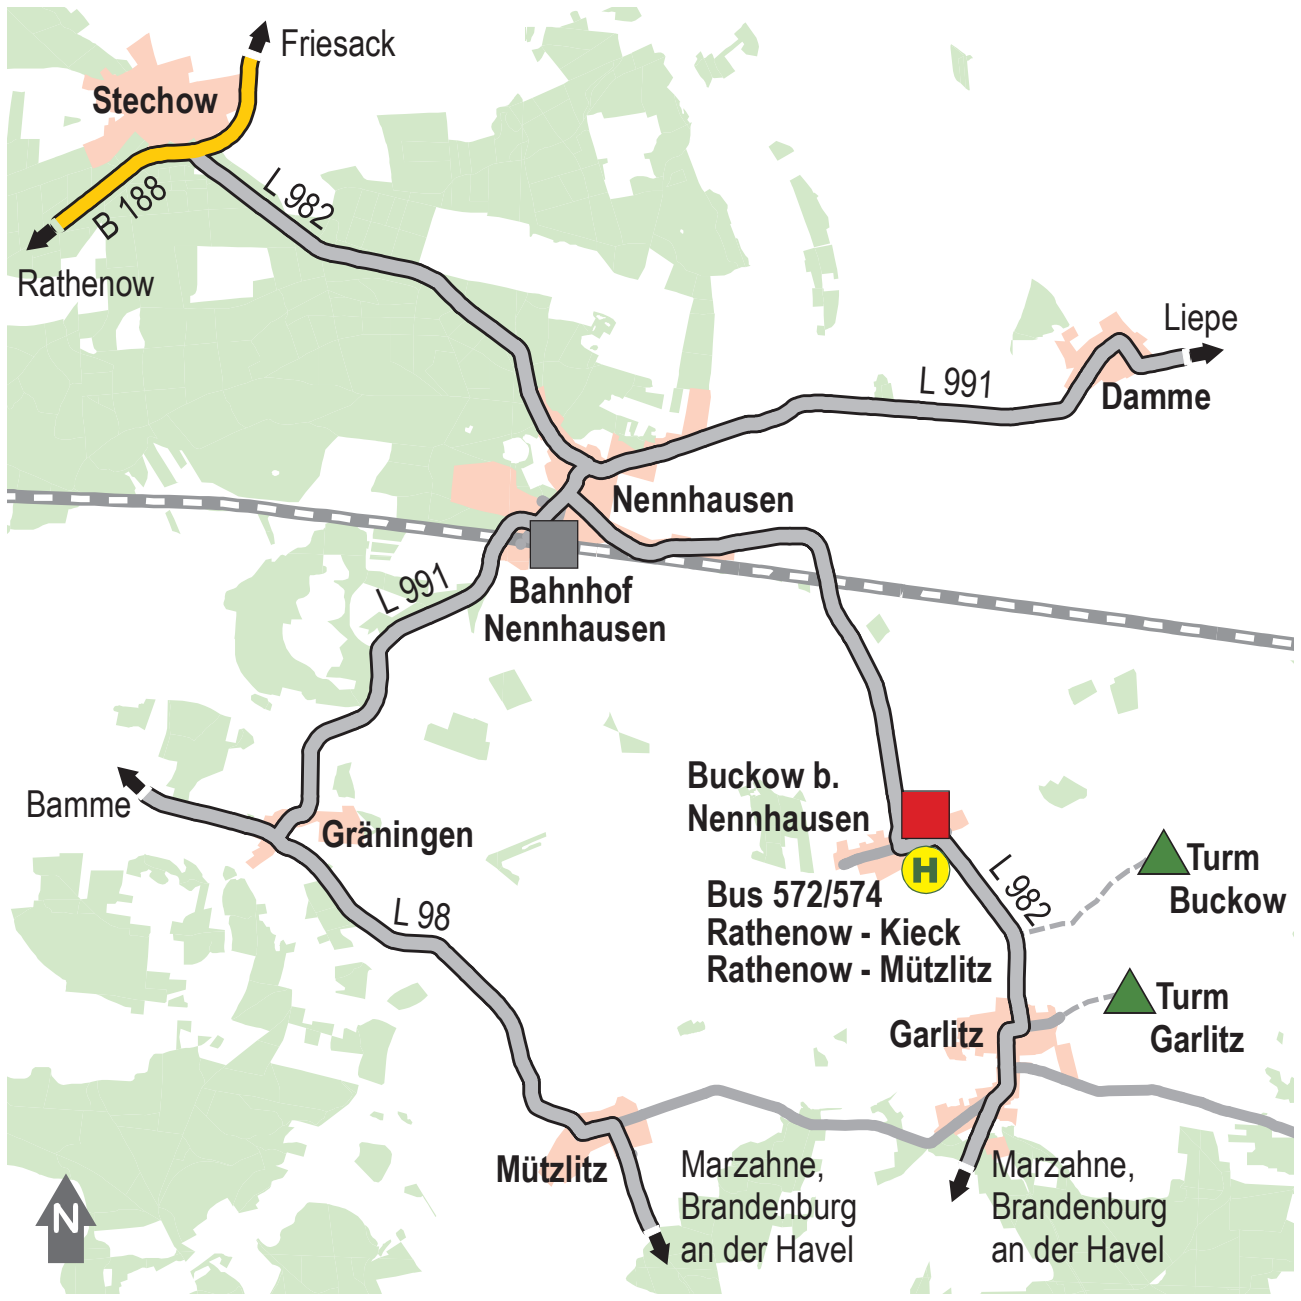 Friesack
Stechow
L 982
B 188
Rathenow
Liepe
L 991
Damme
Nennhausen
L 991
Bahnhof
Nennhausen
Buckow b.
Nennhausen
Bamme
Gräningen
H
L 982
Turm
Buckow
Bus 572/574
Rathenow - Kieck
Rathenow - Mützlitz
L 98
Turm
Garlitz
Garlitz
Mützlitz
Marzahne,
Brandenburg
an der Havel
Marzahne,
Brandenburg
an der Havel
N